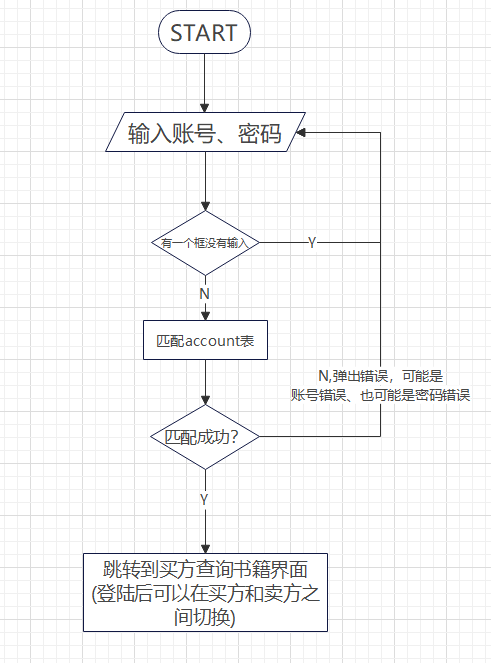 START
输入账号、密码
有一个框没有输入
Y
N
匹配account表
N,弹出错误，可能是
账号错误、也可能是密码错误
匹配成功?
Y
跳转到买方查询书籍界面
(登陆后可以在买方和卖方之
间切换)